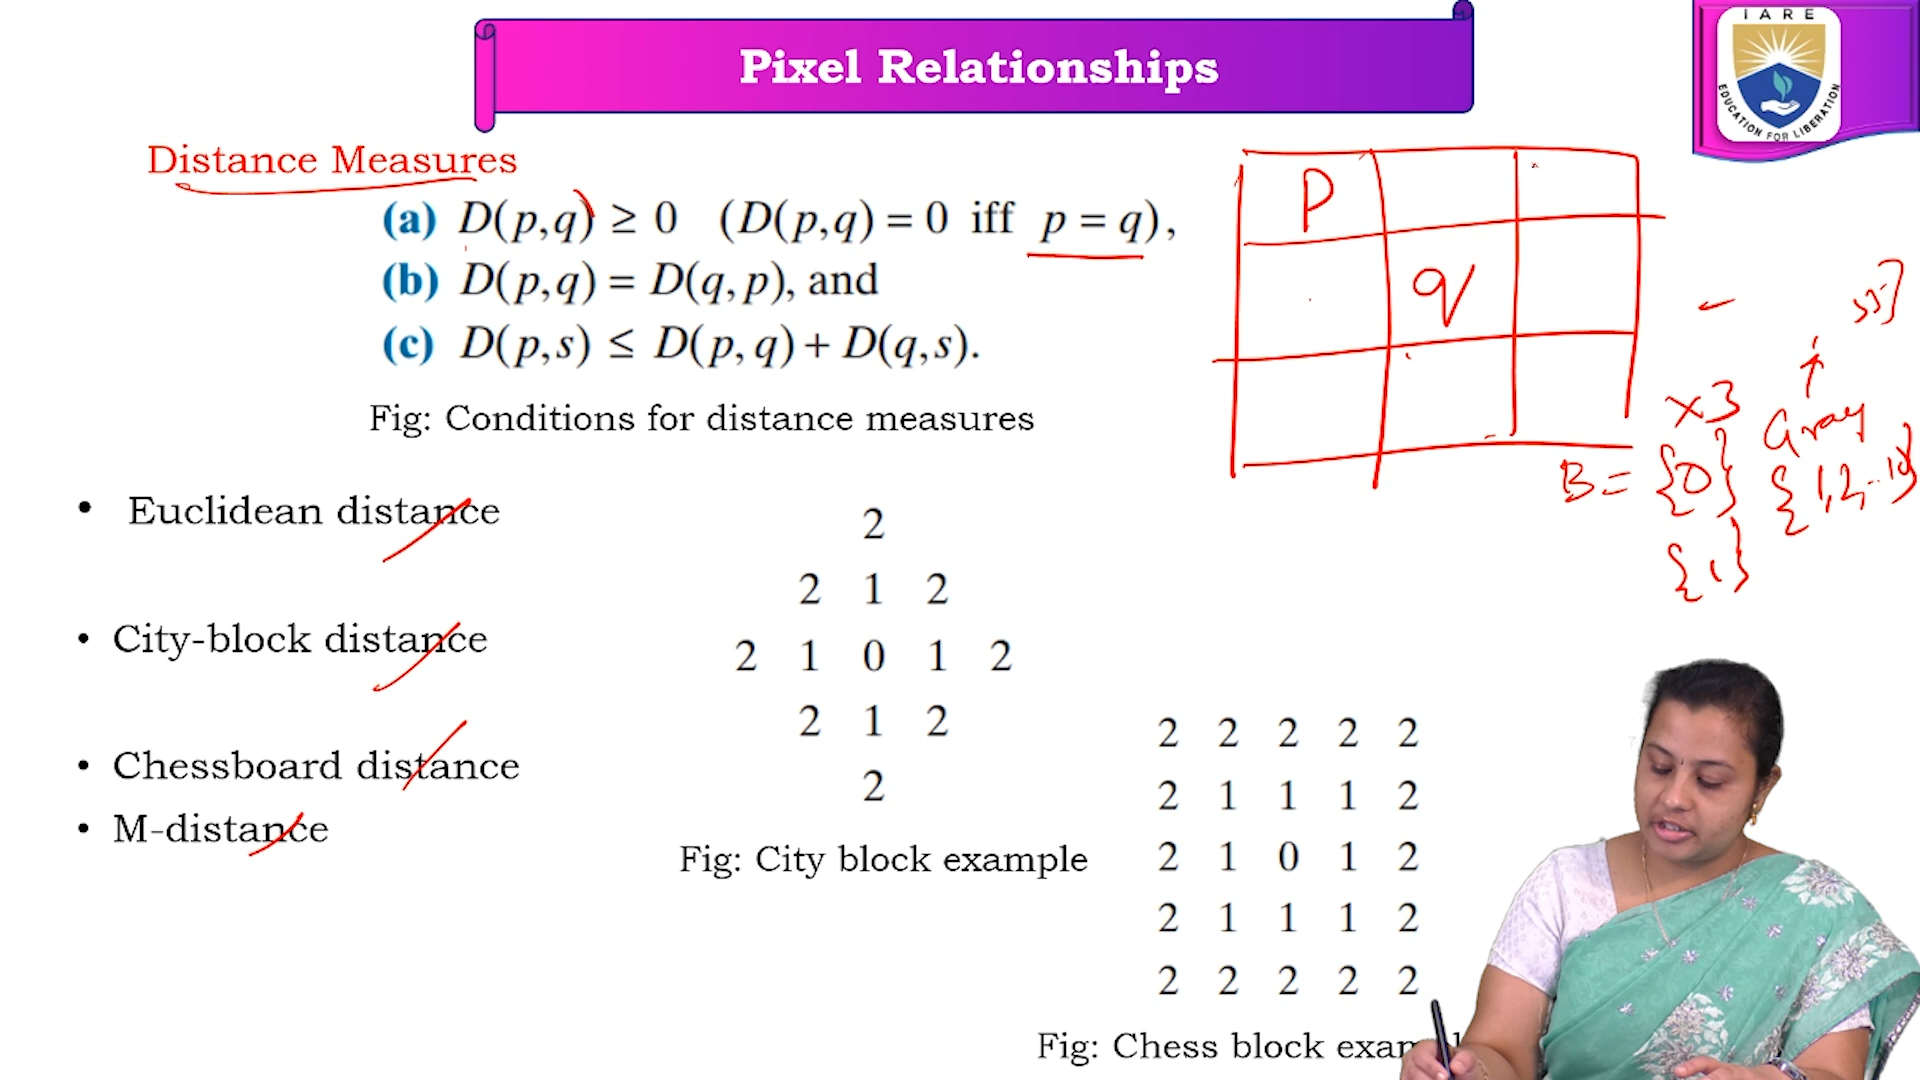 Pixel Relationships
IARE
EDUCATION FOR LIBERATION
Distance Measures
(a) D(p,q) ≥ 0 (D(p,q) = 0 iff p = q),
(b) D(p,q) = D(q,p), and
(c) D(p,s) ≤ D(p,q) + D(q,s).
Fig: Conditions for distance measures
P
q
Gray
B = {0} {1,2,..
{1}
• Euclidean distance
• City-block distance
• Chessboard distance
• M-distance
2
2 1 2
2 1 0 1 2
2 1 2
2
Fig: City block example
2 2 2 2 2
2 1 1 1 2
2 1 0 1 2
2 1 1 1 2
2 2 2 2 2
Fig: Chess block